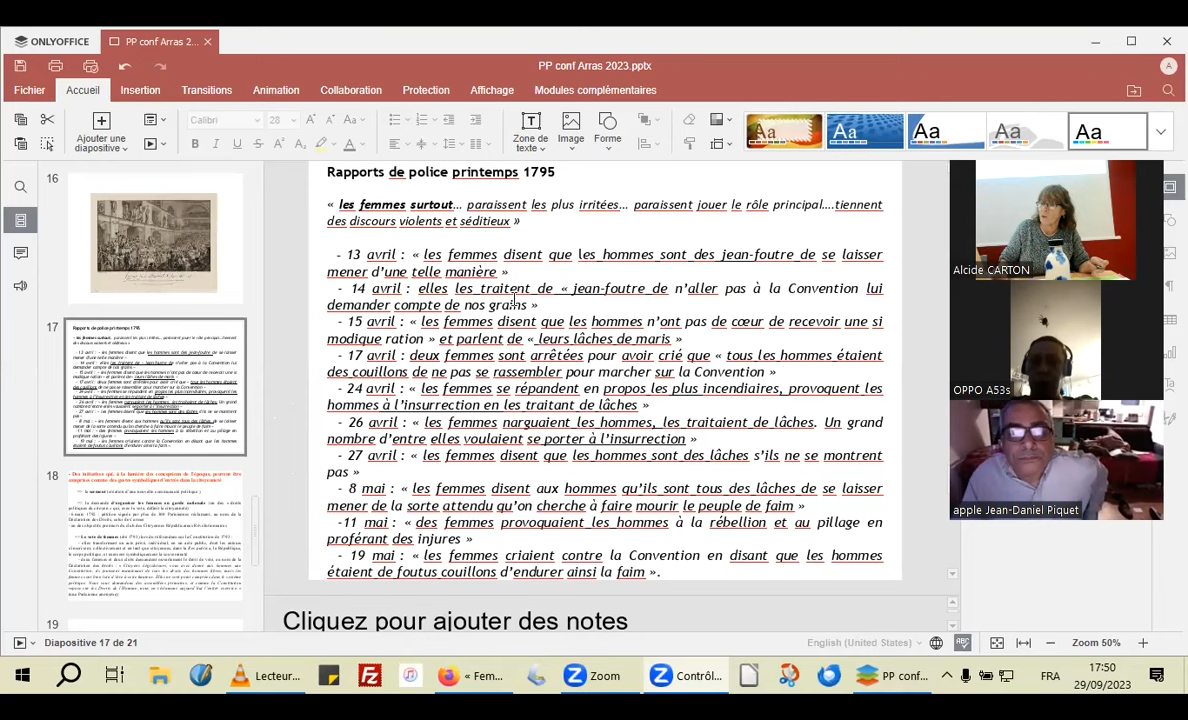 ONLYOFFICE
PP conf Arras 2...
PP conf Arras 2023.pptx
A
Fichier
Accueil
Insertion
Transitions
Animation
Collaboration
Protection
Affichage
Modules complémentaires
Ajouter une
diapositive
Calibri
28
Zone de
texte
Image
Forme
16
17
18
19
Rapports de police printemps 1795
« les femmes surtout… paraissent les plus irritées… paraissent jouer le rôle principal….tiennent
des discours violents et séditieux »
- 13 avril : « les femmes disent que les hommes sont des jean-foutre de se laisser
mener d'une telle manière »
- 14 avril : elles les traitent de « jean-foutre de n'aller pas à la Convention lui
demander compte de nos grains »
- 15 avril : « les femmes disent que les hommes n'ont pas de cœur de recevoir une si
modique ration » et parlent de « leurs lâches de maris »
- 17 avril : deux femmes sont arrêtées pour avoir crié que « tous les hommes étaient
des couillons de ne pas se rassembler pour marcher sur la Convention »
- 24 avril : « les femmes se répandent en propos les plus incendiaires, provoquent les
hommes à l'insurrection en les traitant de lâches »
- 26 avril : « les femmes narguaient les hommes, les traitaient de lâchs. Un grand
nombre d'entre elles voulaient se porter à l'insurrection »
- 27 avril : « les femmes disent que les hommes sont des lâches s'ils ne se montrent
pas »
- 8 mai : « les femmes disent aux hommes qu'ils sont tous des lâches de se laisser
mener de la sorte attendu qu'on cherche à faire mourir le peuple de faim »
-11 mai : « des femmes provoquent les hommes à la rébellion et au pillage en
proférant des injures »
- 19 mai : « les femmes criaient contre la Convention en disant que les hommes
étaient de foutus couillons d'endurer ainsi la faim ».
Alcide CARTON
OPPO A53s
apple Jean-Daniel Piquet
Cliquez pour ajouter des notes
Diapositive 17 de 21
English (United States)
Zoom 50%
Lecteur...
« Fem...
Zoom
Contrôl...
PP conf...
FRA
17:50
29/09/2023